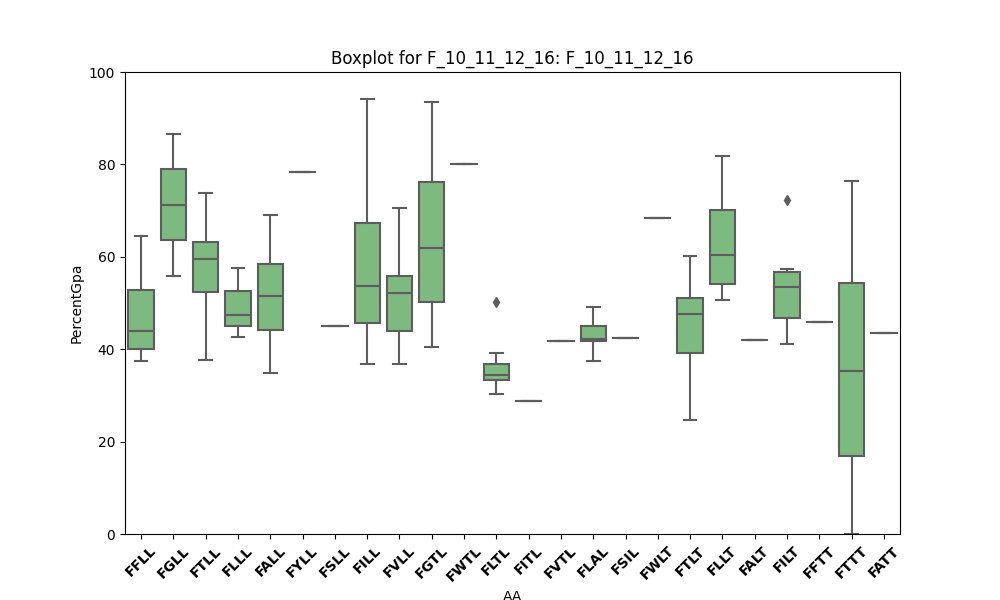 Boxplot for F_10_11_12_16: F_10_11_12_16
PercentGpa
100
80
60
40
20
0
FFLL FGLL FTLL FLLL FALL FYLL FSLL FILL FVLL FGTL FWTL FLTL FITL FVTL FLAL FSIL FWLT FTLT FLLT FALT FILT FFTT FTTT FATT
AA